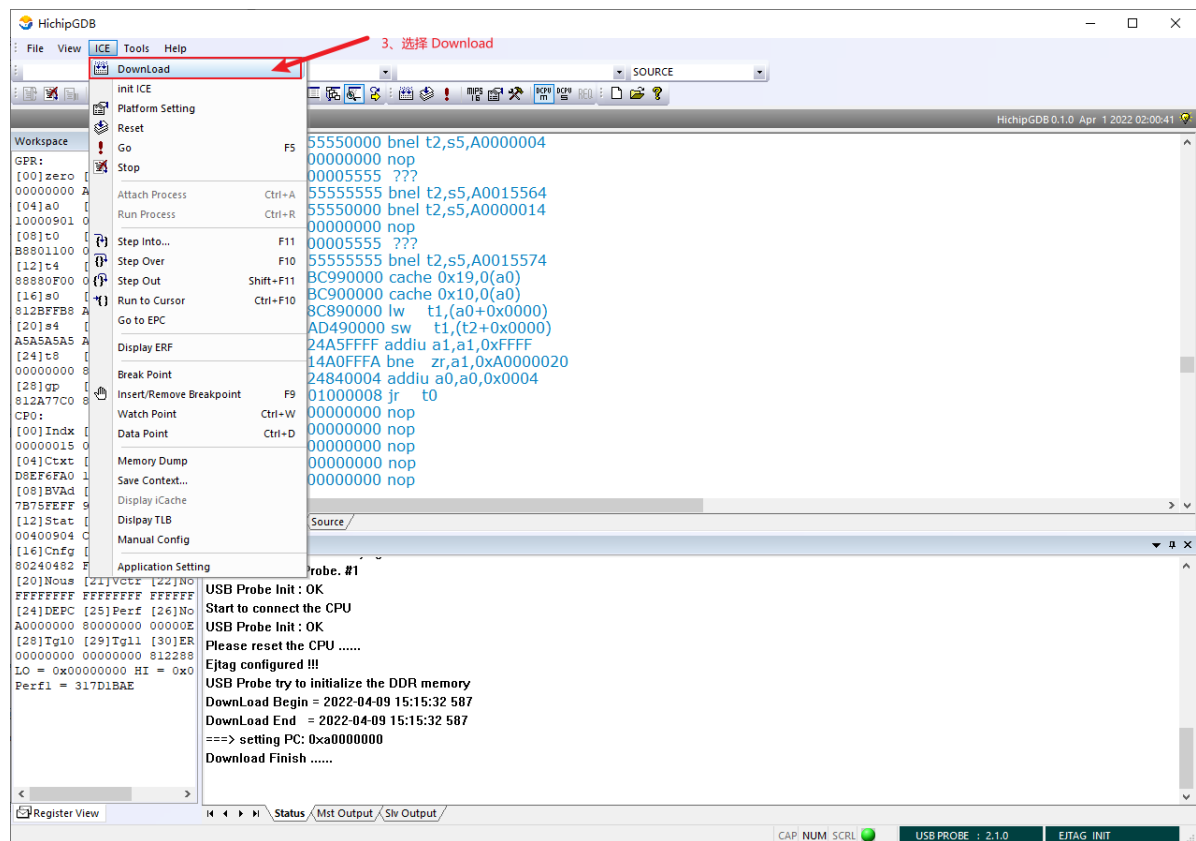 HichipGDB
File View ICE Tools Help
3、选择 Download
SOURCE
DownLoad
init ICE
Platform Setting
Reset
Go F5
Stop
Attach Process Ctrl+A
Run Process Ctrl+R
Step Into... F11
Step Over F10
Step Out Shift+F11
Run to Cursor Ctrl+F10
Go to EPC
Display ERF
Break Point
Insert/Remove Breakpoint F9
Watch Point Ctrl+W
Data Point Ctrl+D
Memory Dump
Save Context...
Display iCache
Dislpay TLB
Manual Config
Application Setting
HichipGDB 0.1.0 Apr 1 2022 02:00:41
Workspace
GPR:
[00]zero [
00000000 A
[04]a0 [
10000901 0
[08]t0 [
B8801100 0
[12]t4 [
88880F00 0
[16]s0 [
812BFFB8 A
[20]s4 [
A5A5A5A5 A
[24]t8 [
00000000 8
[28]gp [
812A77C0 8
CP0:
[00]Indx [
00000015 0
[04]Ctxt [
D8EF6FA0 1
[08]BVAd [
7B75FEFF 9
[12]Stat [
00400904 C
[16]Cnfg [
80240482 F
[20]Nous [21]Vctr [22]No
FFFFFFFF FFFFFFFF FFFFFF
[24]DEPC [25]Perf [26]No
A0000000 80000000 00000E
[28]Tg10 [29]Tg11 [30]ER
00000000 00000000 812288
LO = 0x00000000 HI = 0x0
Perf1 = 317D1BAE
Register View
55550000 bnel t2,s5,A0000004
00000000 nop
00005555 ???
55555555 bnel t2,s5,A0015564
55550000 bnel t2,s5,A0000014
00000000 nop
00005555 ???
55555555 bnel t2,s5,A0015574
BC990000 cache 0x19,0(a0)
BC900000 cache 0x10,0(a0)
8C890000 lw t1,(a0+0x0000)
AD490000 sw t1,(t2+0x0000)
24A5FFFF addiu a1,a1,0xFFFF
14A0FFFA bne zr,a1,0xA0000020
24840004 addiu a0,a0,0x0004
01000008 jr t0
00000000 nop
00000000 nop
00000000 nop
00000000 nop
00000000 nop
Source
Probe. #1
USB Probe Init : OK
Start to connect the CPU
USB Probe Init : OK
Please reset the CPU ......
Ejtag configured !!!
USB Probe try to initialize the DDR memory
DownLoad Begin = 2022-04-09 15:15:32 587
DownLoad End = 2022-04-09 15:15:32 587
===> setting PC: 0xa0000000
Download Finish ......
Status Mst Output Slv Output
CAP NUM SCRL USB PROBE : 2.1.0 EJTAG INIT